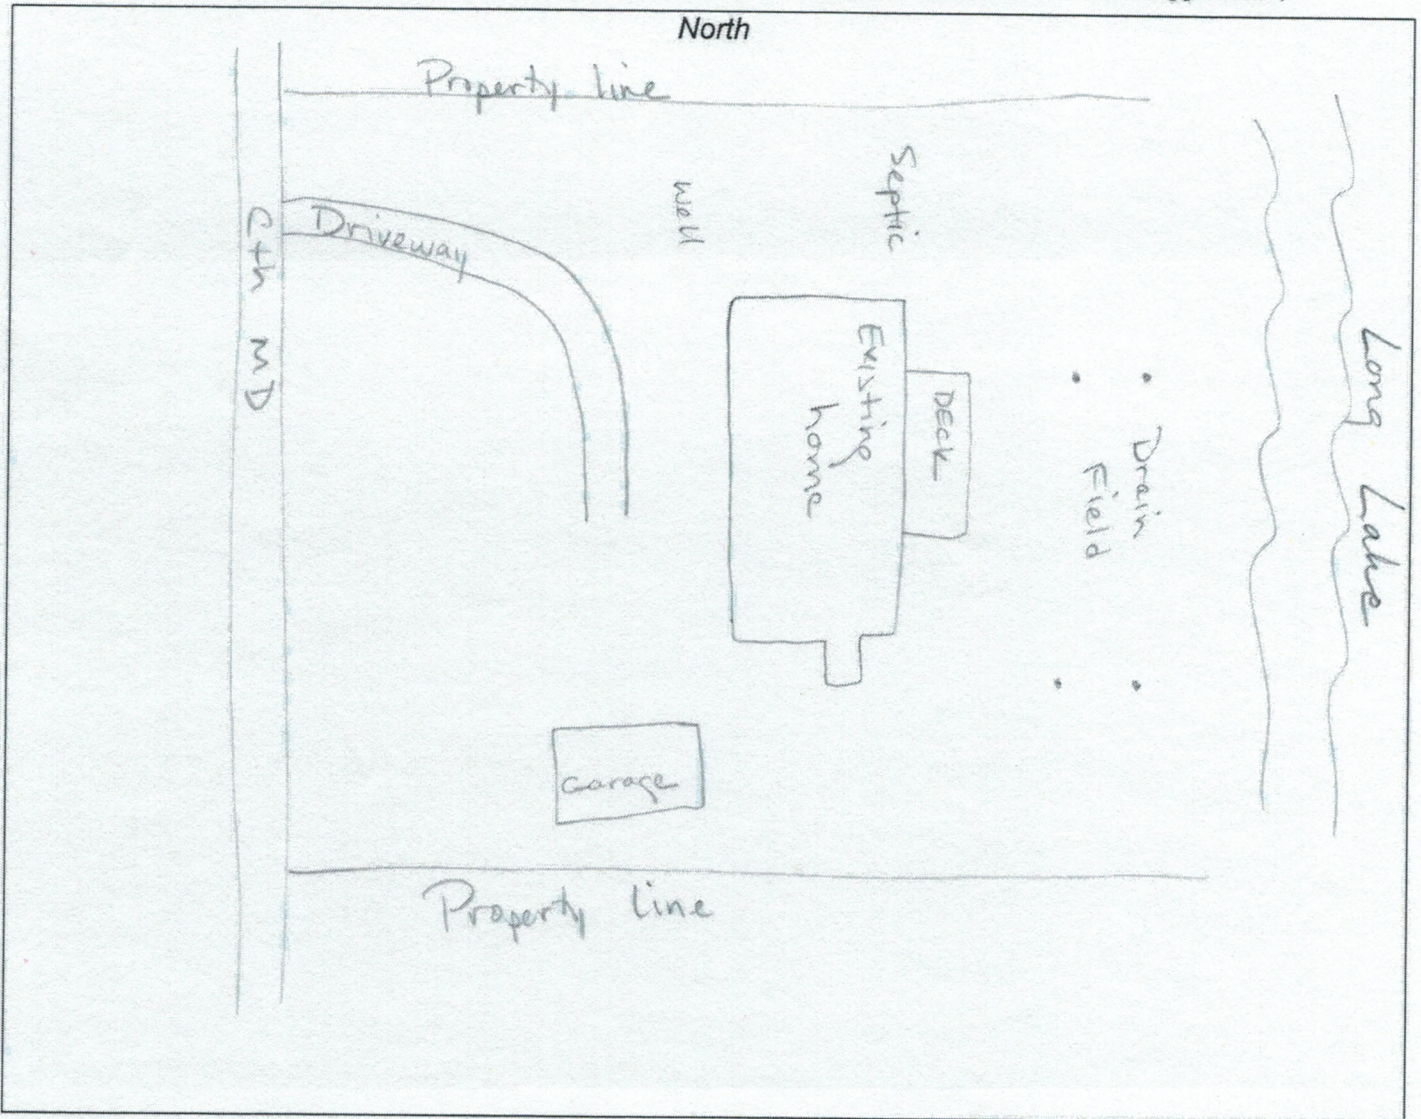 North
Property line
Septic
well
Driveway
Cth MD
Existing
home
DECK
Drain
Field
Long Lake
Garage
Property line